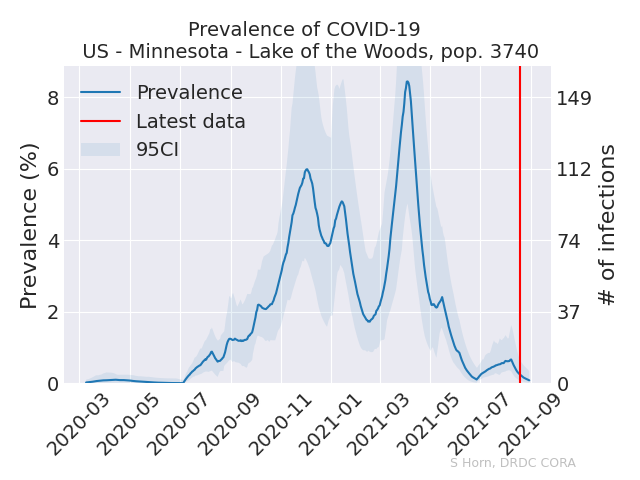 Prevalence of COVID-19
US - Minnesota - Lake of the Woods, pop. 3740
Prevalence
Latest data
95CI
Prevalence (%)
8
6
4
2
0
# of infections
149
112
74
37
0
2020-03
2020-05
2020-07
2020-09
2020-11
2021-01
2021-03
2021-05
2021-07
2021-09
S Horn, DRDC CORA